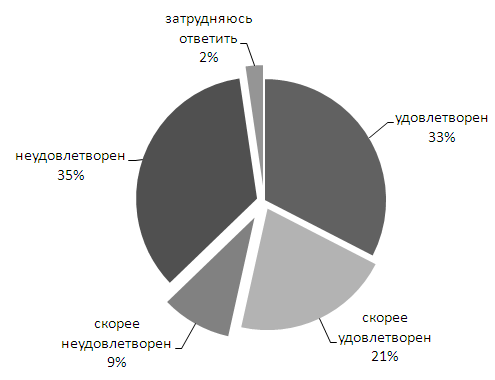 затрудняюсь
ответить
2%
удовлетворен
33%
неудовлетворен
35%
скорее
удовлетворен
21%
скорее
неудовлетворен
9%